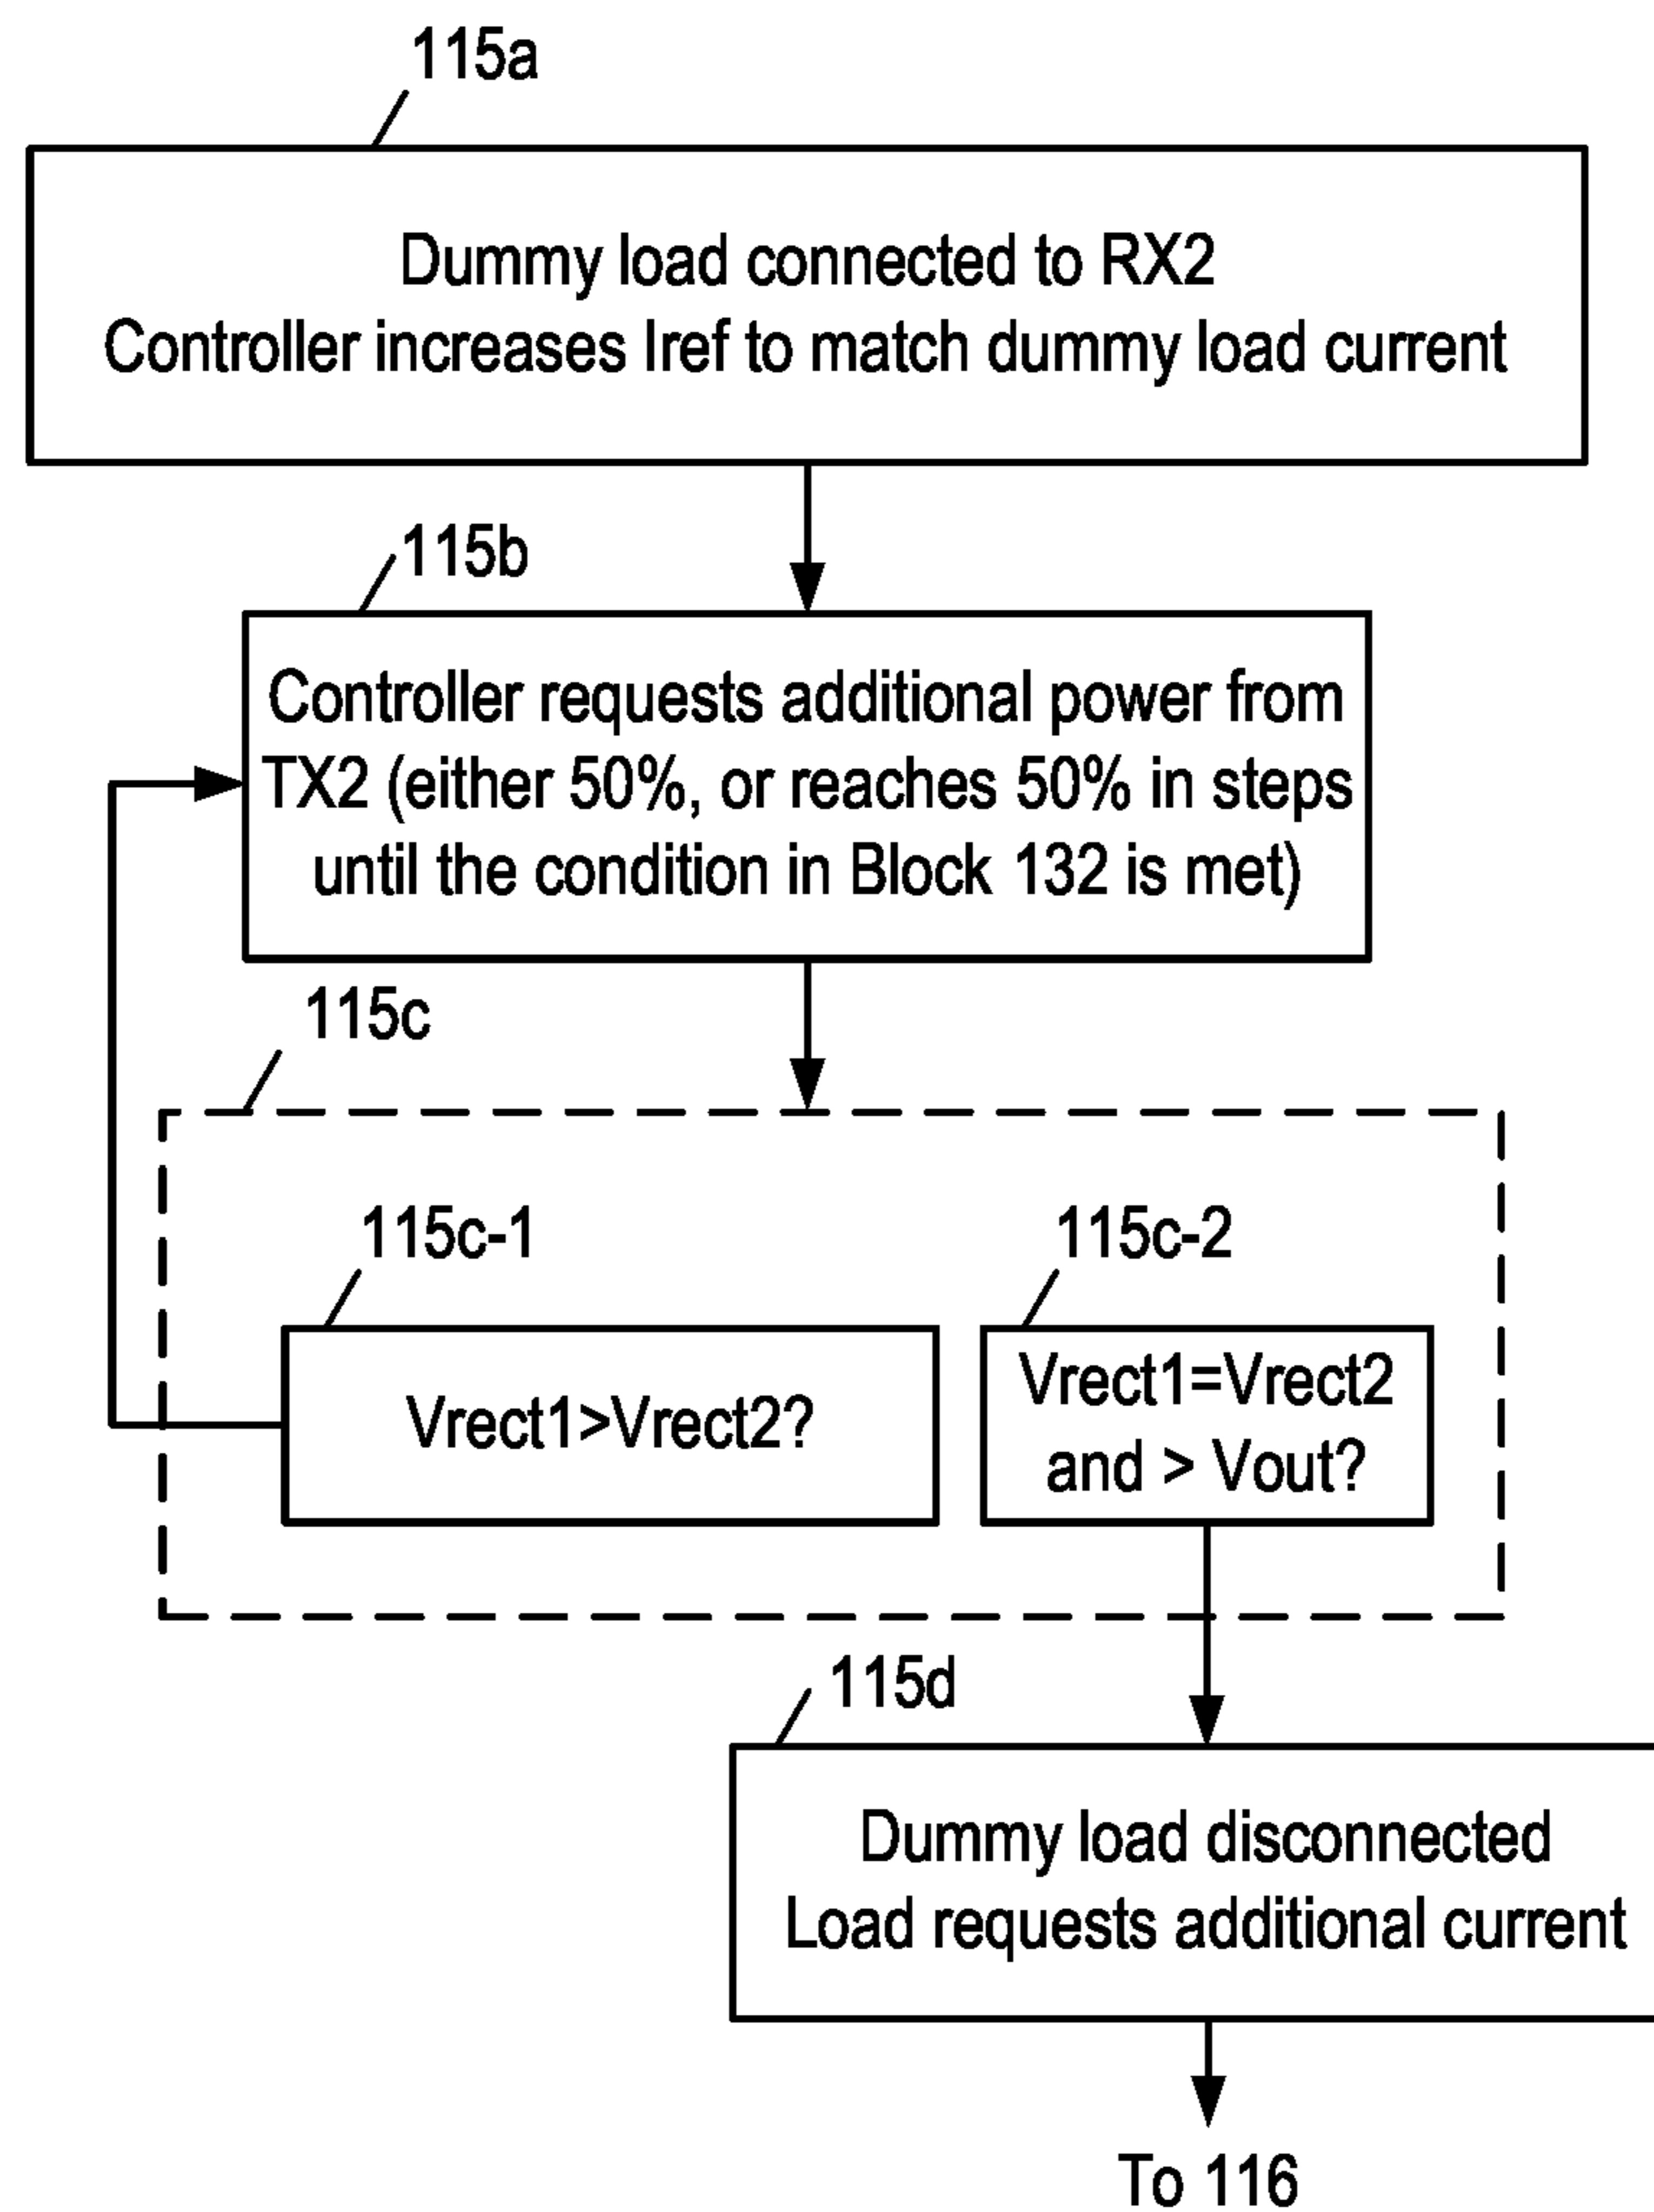 115a
Dummy load connected to RX2
Controller increases Iref to match dummy load current
115b
Controller requests additional power from
TX2 (either 50%, or reaches 50% in steps
until the condition in Block 132 is met)
115c
115c-1
115c-2
Vrect1>Vrect2?
Vrect1=Vrect2
and > Vout?
115d
Dummy load disconnected
Load requests additional current
To 116